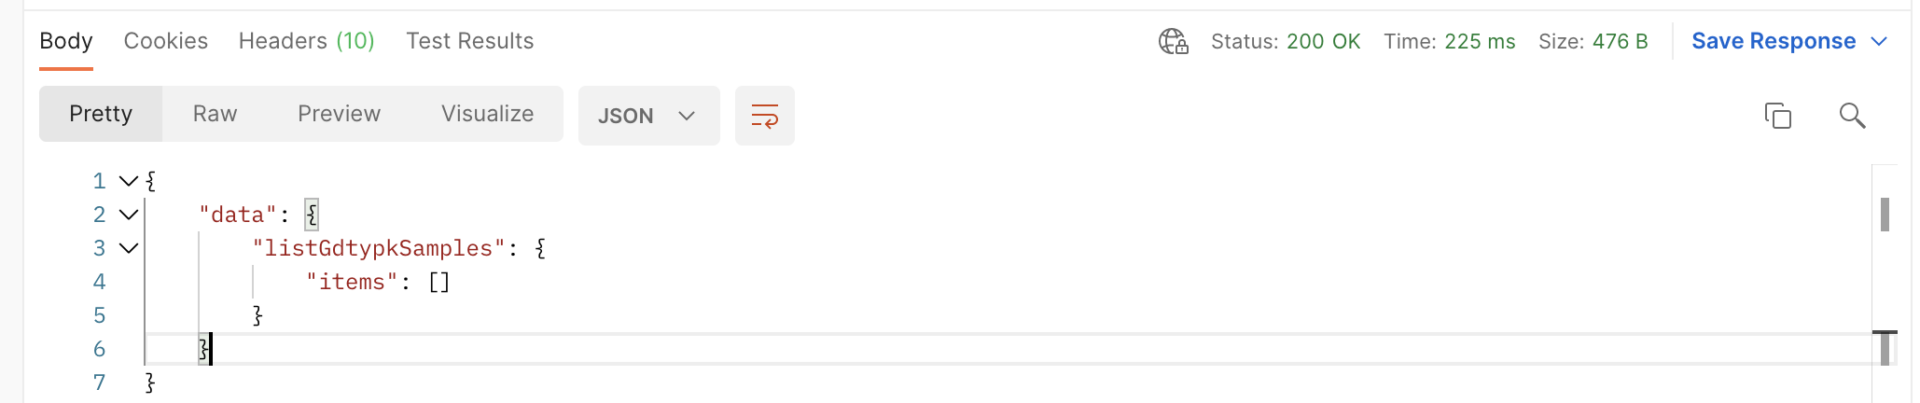 Body Cookies Headers (10) Test Results Status: 200 OK Time: 225 ms Size: 476 B Save Response
Pretty Raw Preview Visualize JSON
1 {
2 "data": {
3 "listGdtypkSamples": {
4 "items": []
5 }
6 }
7 }